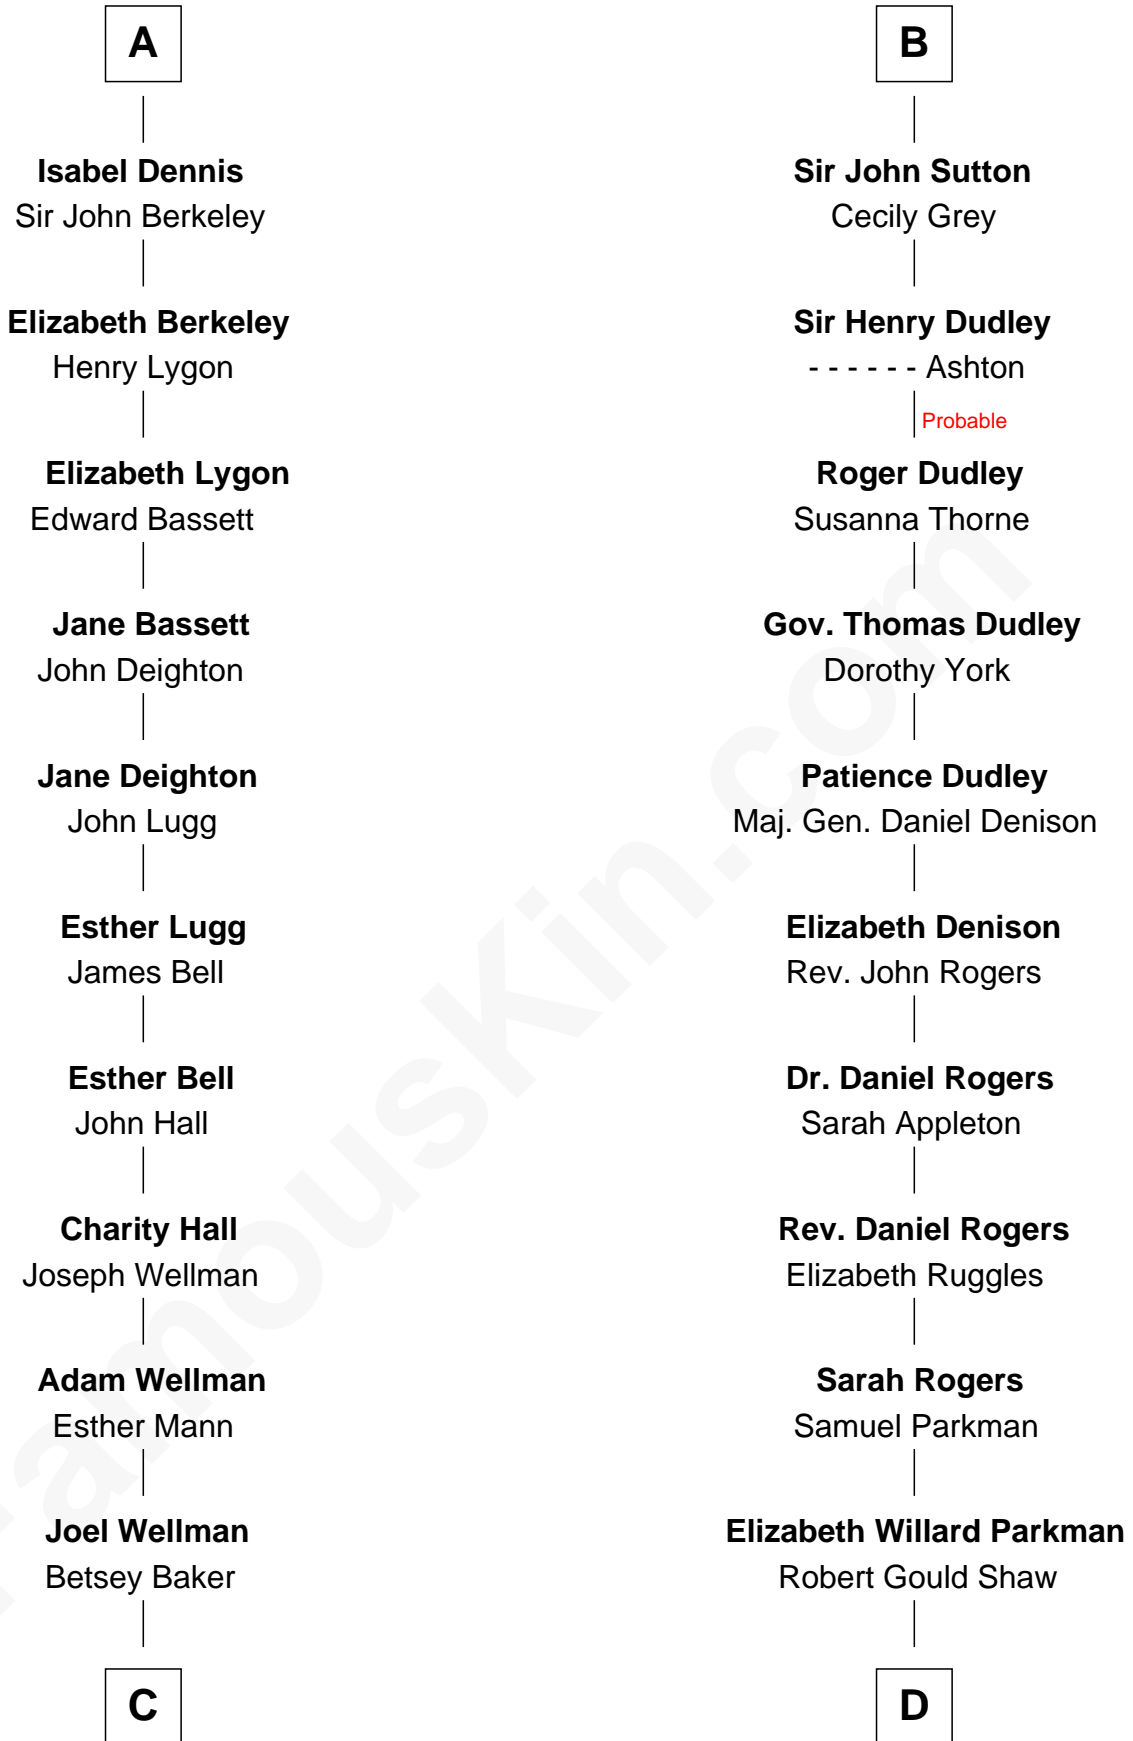 A
Isabel Dennis
Sir John Berkeley
Elizabeth Berkeley
Henry Lygon
Elizabeth Lygon
Edward Bassett
Jane Bassett
John Deighton
Jane Deighton
John Lugg
Esther Lugg
James Bell
Esther Bell
John Hall
Charity Hall
Joseph Wellman
Adam Wellman
Esther Mann
Joel Wellman
Betsey Baker
C
B
Sir John Sutton
Cecily Grey
Sir Henry Dudley
- - - - - - Ashton
Probable
Roger Dudley
Susanna Thorne
Gov. Thomas Dudley
Dorothy York
Patience Dudley
Maj. Gen. Daniel Denison
Elizabeth Denison
Rev. John Rogers
Dr. Daniel Rogers
Sarah Appleton
Rev. Daniel Rogers
Elizabeth Ruggles
Sarah Rogers
Samuel Parkman
Elizabeth Willard Parkman
Robert Gould Shaw
D
FamousKin.com